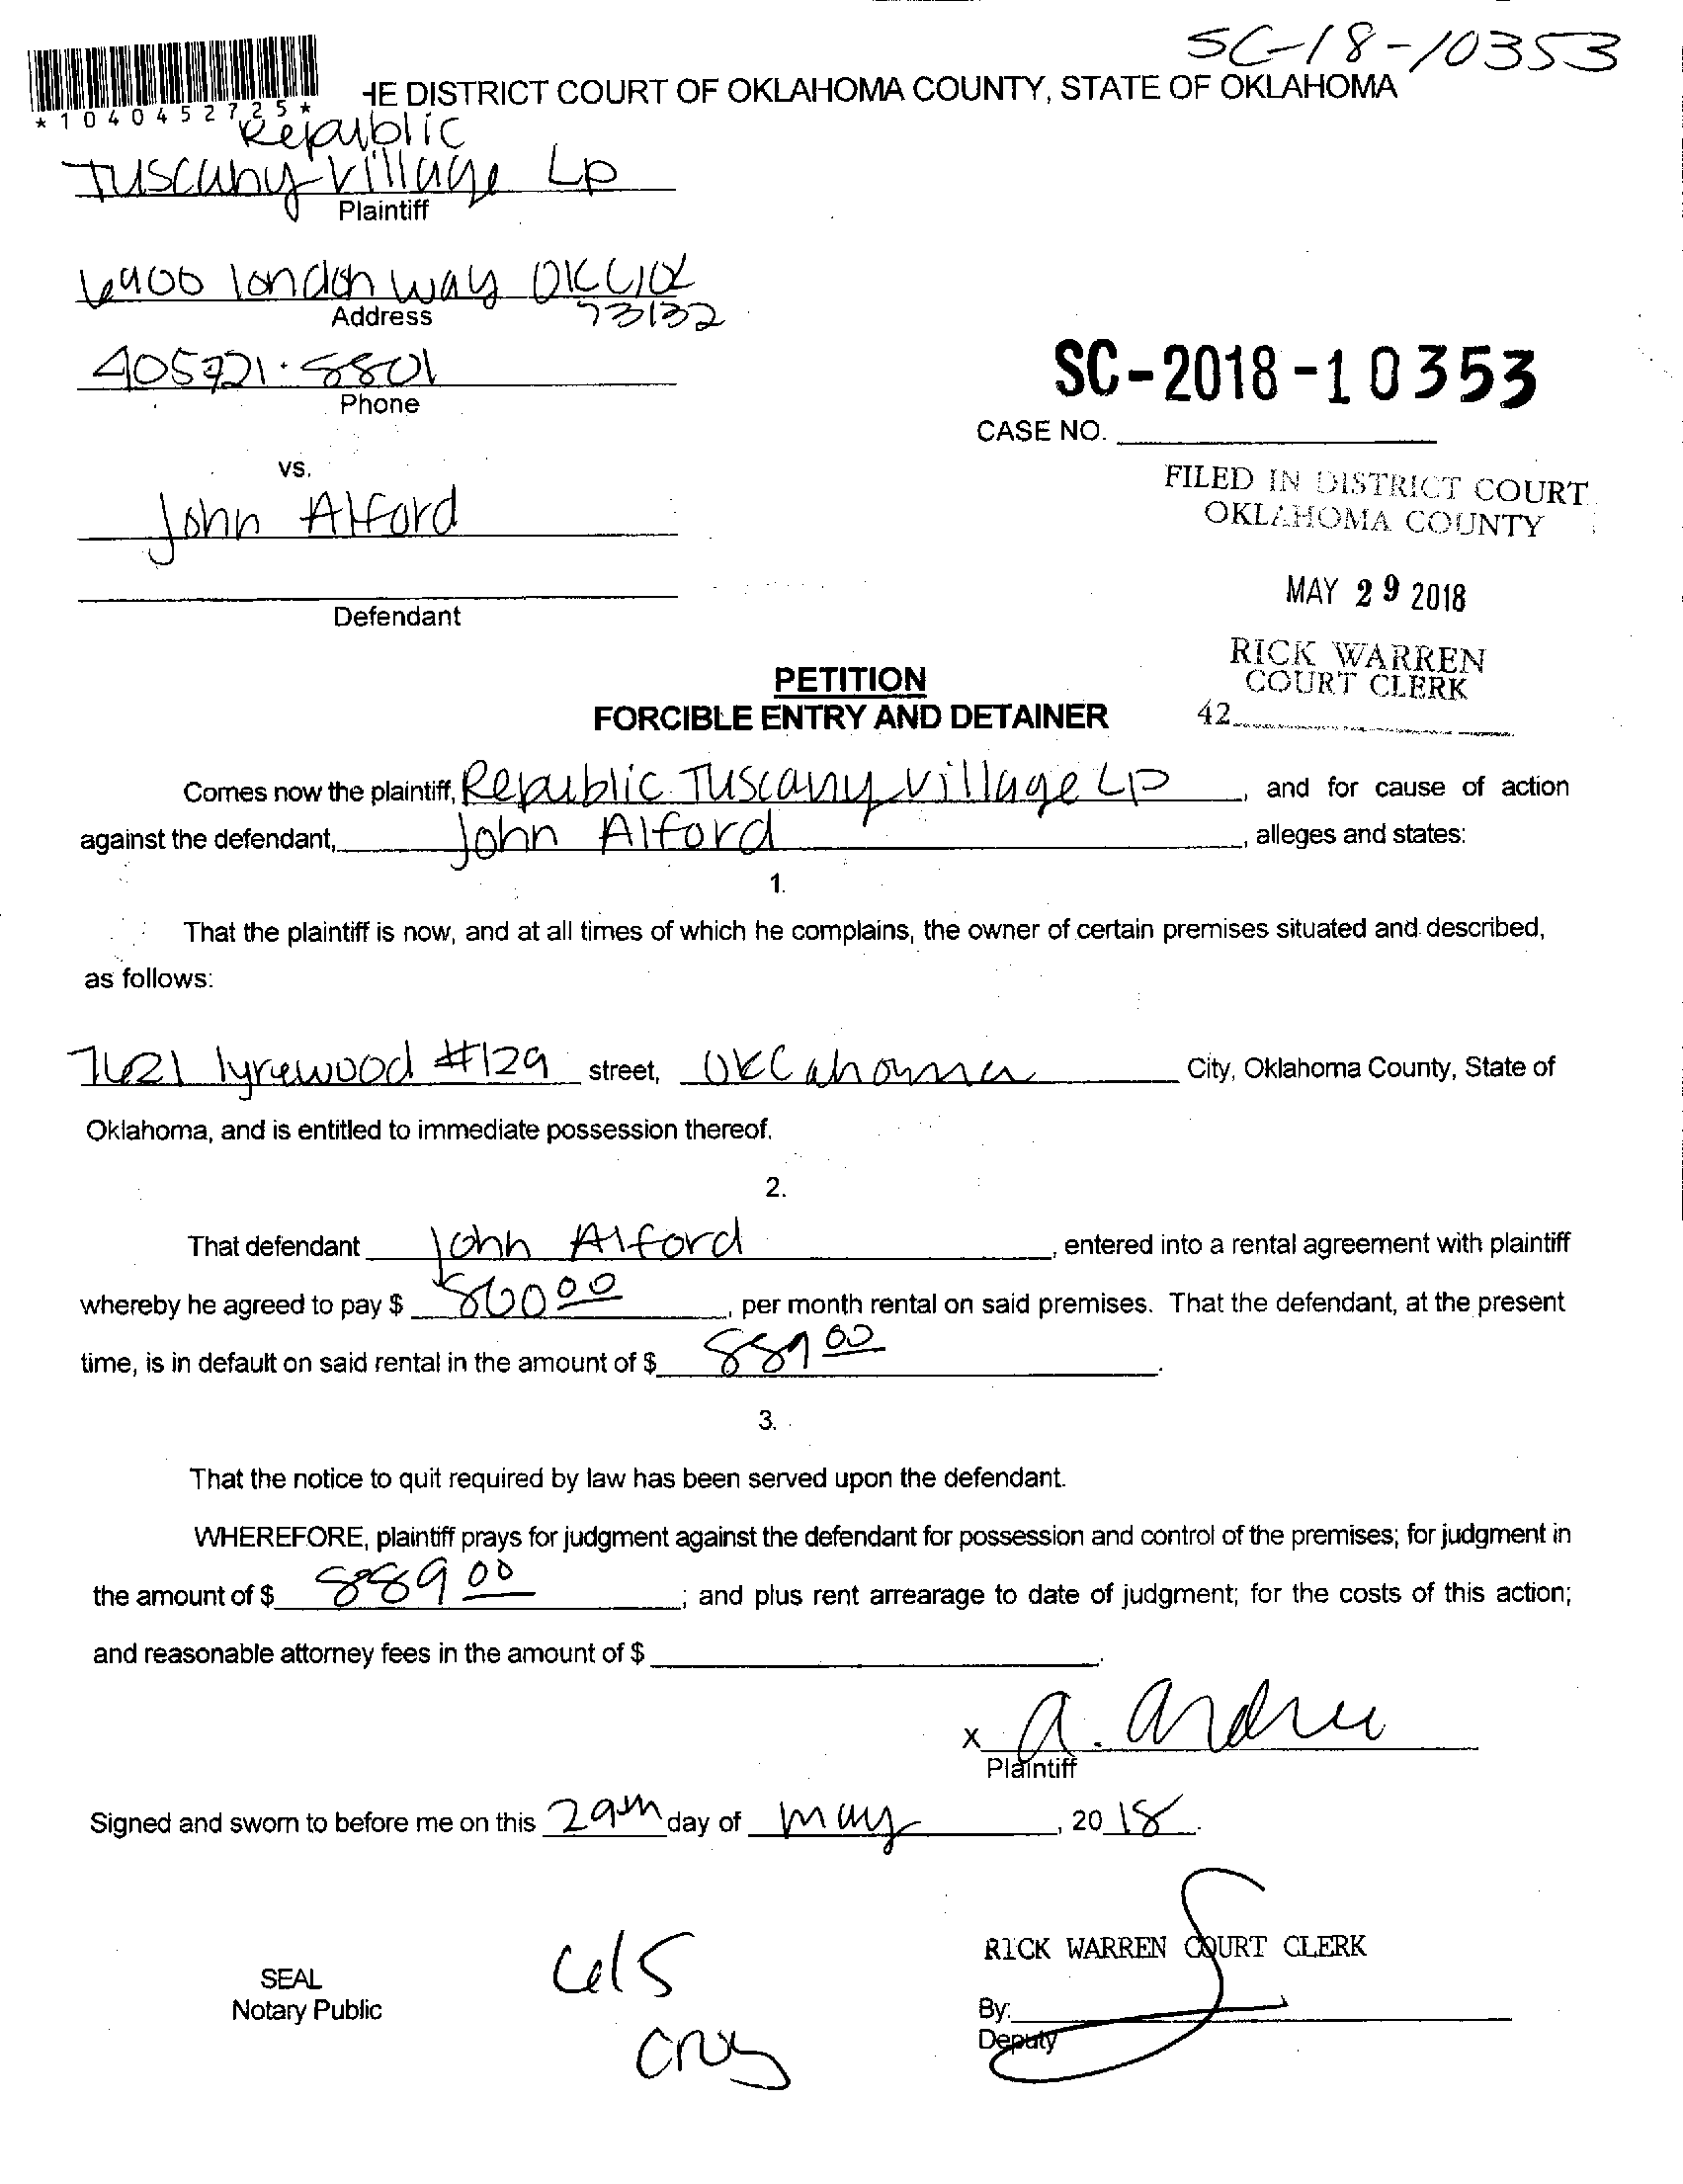 SC-18-10353
HE DISTRICT COURT OF OKLAHOMA COUNTY, STATE OF OKLAHOMA
*1040452725*
Republic
Tuscany Village LP
Plaintiff
6900 London Way OKC OK
Address 73132
405 721·8801
Phone
SC-2018-10353
CASE NO.
vs.
FILED IN DISTRICT COURT
OKLAHOMA COUNTY
John Alford
MAY 29 2018
Defendant
RICK WARREN
COURT CLERK
42
PETITION
FORCIBLE ENTRY AND DETAINER
Comes now the plaintiff, Republic Tuscany Village LP, and for cause of action
against the defendant, John Alford, alleges and states:
1.
That the plaintiff is now, and at all times of which he complains, the owner of certain premises situated and described,
as follows:
7621 lyrewood #129 street, Oklahoma City, Oklahoma County, State of
Oklahoma, and is entitled to immediate possession thereof.
2.
That defendant John Alford, entered into a rental agreement with plaintiff
whereby he agreed to pay $ 00, per month rental on said premises. That the defendant, at the present
time, is in default on said rental in the amount of $ 889 00.
3.
That the notice to quit required by law has been served upon the defendant.
WHEREFORE, plaintiff prays for judgment against the defendant for possession and control of the premises; for judgment in
the amount of $ 889 00; and plus rent arrearage to date of judgment; for the costs of this action;
and reasonable attorney fees in the amount of $.
x A.
Plaintiff
Signed and sworn to before me on this 29th day of May, 2018.
RICK WARREN COURT CLERK
SEAL
Notary Public
By:
Deputy